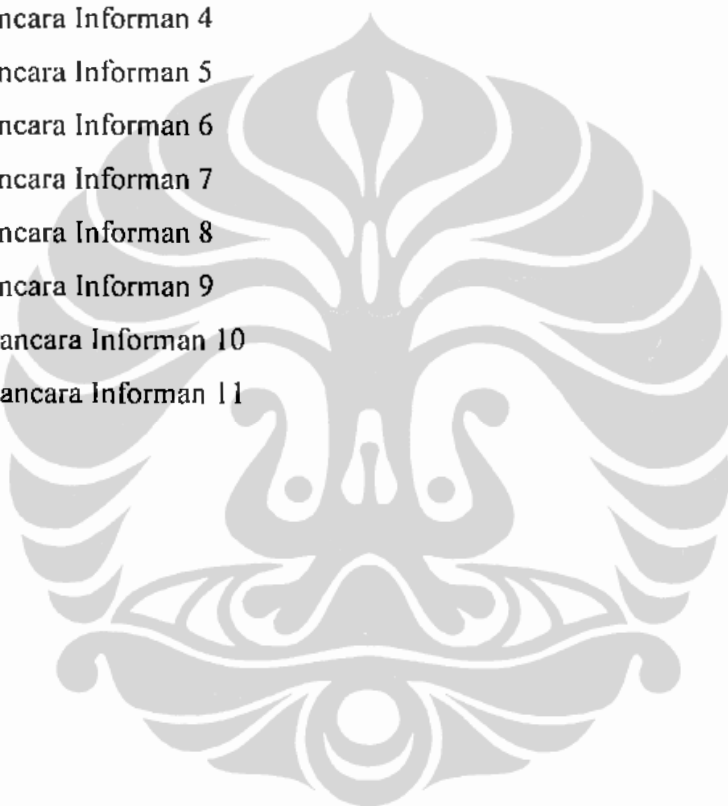 ncara Informan 4
ncara Informan 5
ncara Informan 6
ncara Informan 7
ncara Informan 8
ncara Informan 9
ancara Informan 10
ancara Informan 11